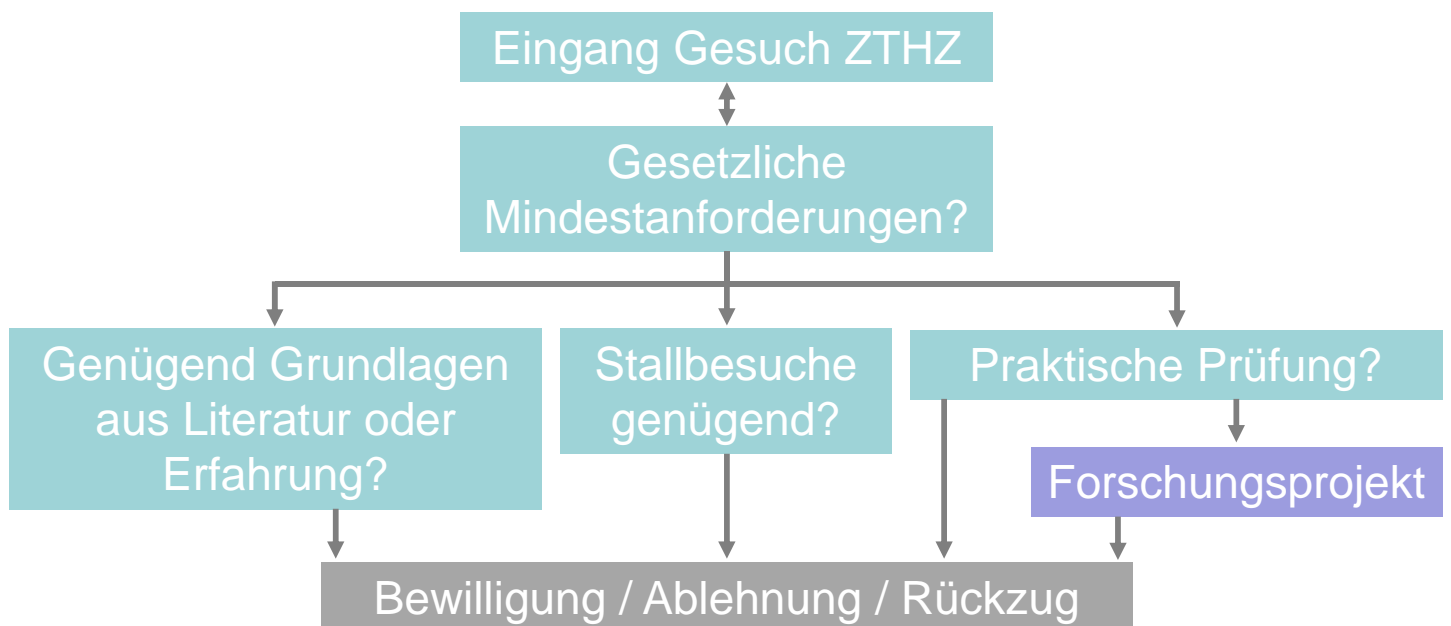 Eingang Gesuch ZTHZ
Gesetzliche
Mindestanforderungen?
Genügend Grundlagen
aus Literatur oder
Erfahrung?
Stallbesuche
genügend?
Praktische Prüfung?
Forschungsprojekt
Bewilligung / Ablehnung / Rückzug